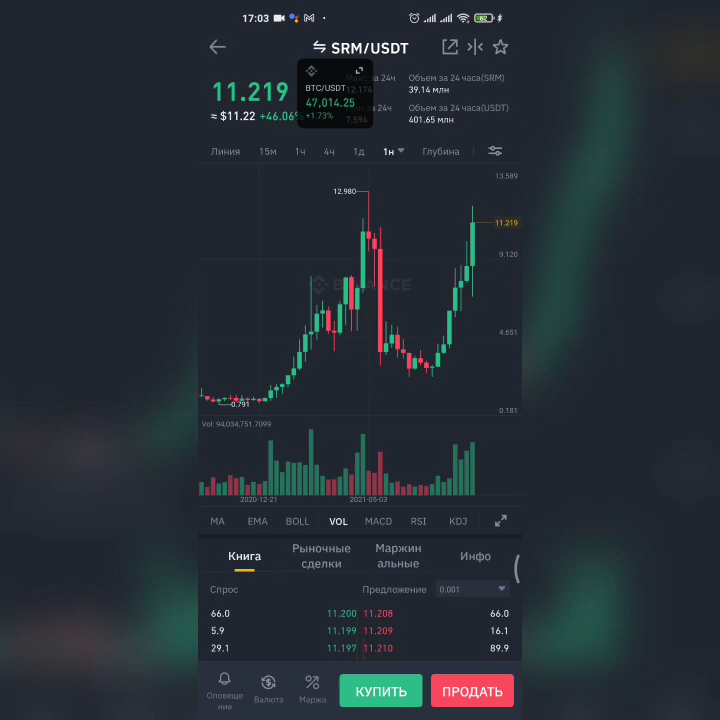 17:03
62
SRM/USDT
11.219
≈ $11.22 +46.06%
BTC/USDT
47,014.25
+1.73%
за 24ч
12.174
за 24ч
7.594
Объем за 24 часа(SRM)
39.14 млн
Объем за 24 часа(USDT)
401.65 млн
Линия 15м 1ч 4ч 1д 1н Глубина
13.589
12.980
11.219
9.120
BINANCE
4.651
0.791
0.181
Vol: 94,034,751.7099
2020-12-21 2021-05-03
MA EMA BOLL VOL MACD RSI KDJ
Книга
Рыночные
сделки
Маржин
альные
Инфо
Спрос Предложение 0.001
66.0 11.200 11.208 66.0
5.9 11.199 11.209 16.1
29.1 11.197 11.210 89.9
Оповеще
ние
Валюта
Маржа
КУПИТЬ
ПРОДАТЬ